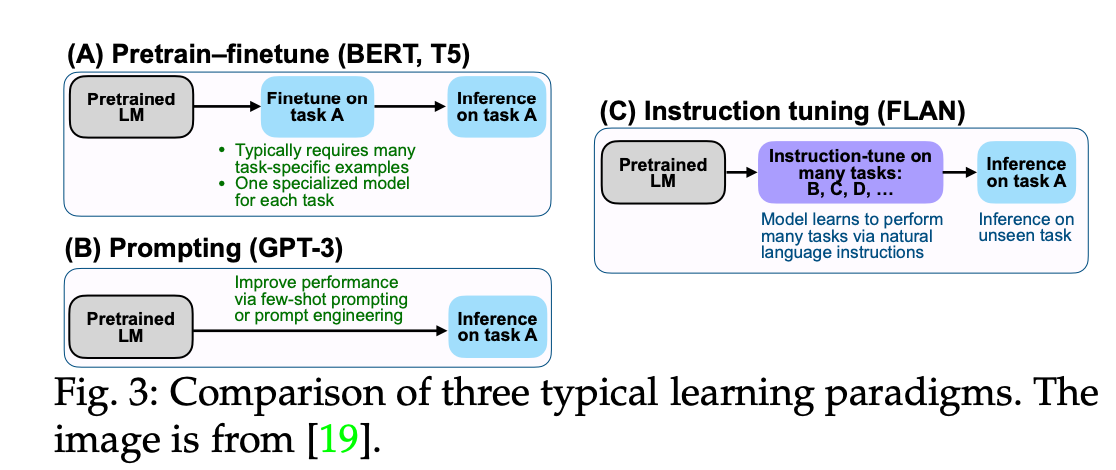 (A) Pretrain–finetune (BERT, T5)
Pretrained
LM
Finetune on
task A
Inference
on task A
• Typically requires many
task-specific examples
• One specialized model
for each task
(B) Prompting (GPT-3)
Pretrained
LM
Improve performance
via few-shot prompting
or prompt engineering
Inference
on task A
(C) Instruction tuning (FLAN)
Pretrained
LM
Instruction-tune on
many tasks:
B, C, D, …
Inference
on task A
Model learns to perform
many tasks via natural
language instructions
Inference on
unseen task
Fig. 3: Comparison of three typical learning paradigms. The
image is from [19].